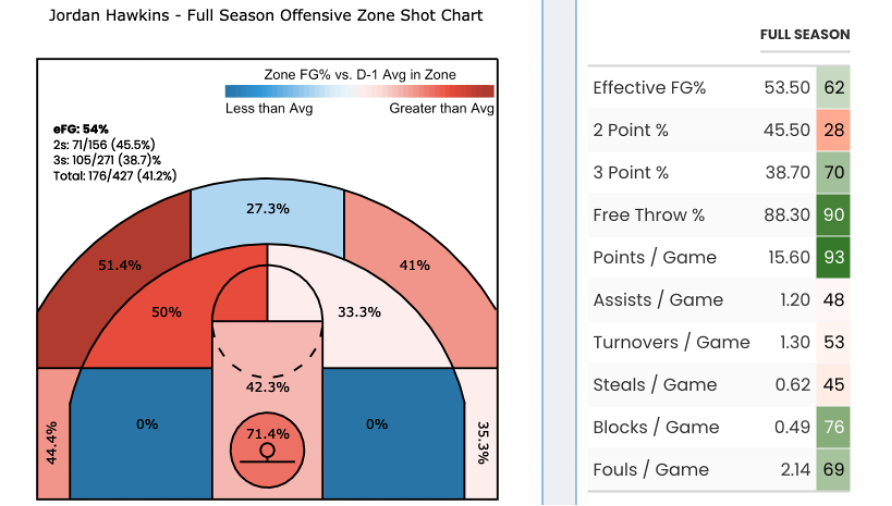 Jordan Hawkins - Full Season Offensive Zone Shot Chart
Zone FG% vs. D-1 Avg in Zone
Less than Avg Greater than Avg
eFG: 54%
2s: 71/156 (45.5%)
3s: 105/271 (38.7)%
Total: 176/427 (41.2%)
27.3%
51.4% 41%
50% 33.3%
42.3%
44.4% 0% 71.4% 0% 35.3%
FULL SEASON
Effective FG% 53.50 62
2 Point % 45.50 28
3 Point % 38.70 70
Free Throw % 88.30 90
Points / Game 15.60 93
Assists / Game 1.20 48
Turnovers / Game 1.30 53
Steals / Game 0.62 45
Blocks / Game 0.49 76
Fouls / Game 2.14 69